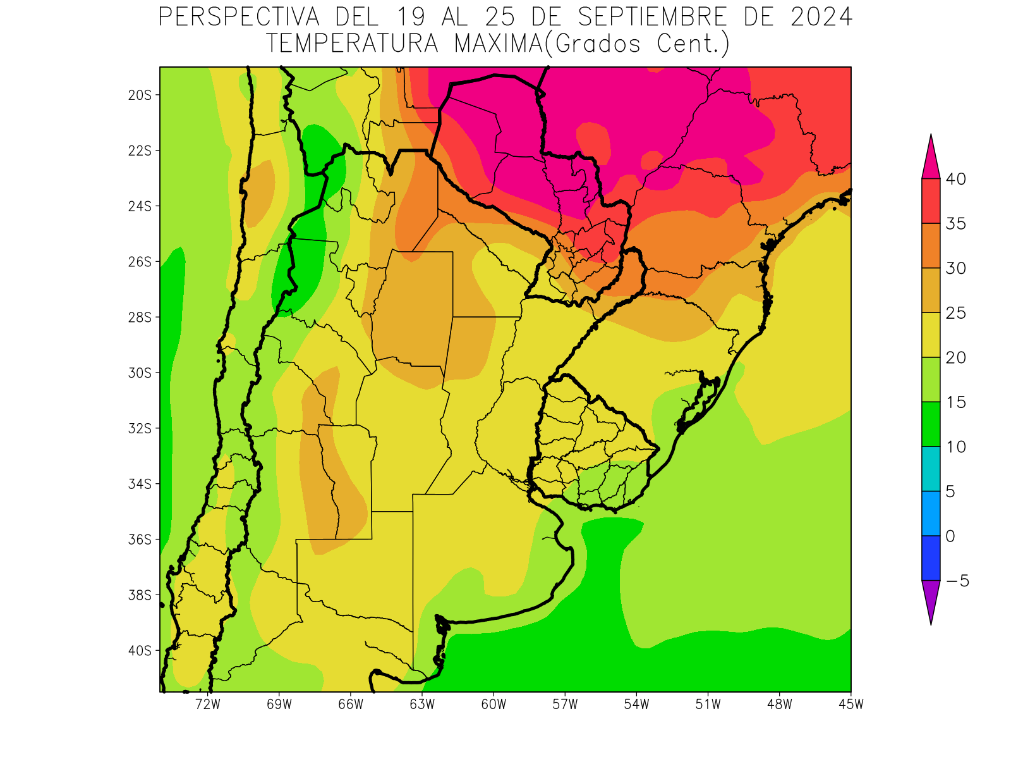 PERSPECTIVA DEL 19 AL 25 DE SEPTIEMBRE DE 2024
TEMPERATURA MAXIMA(Grados Cent.)
20S
22S
24S
26S
28S
30S
32S
34S
36S
38S
40S
72W
69W
66W
63W
60W
57W
54W
51W
48W
45W
40
35
30
25
20
15
10
5
0
−5